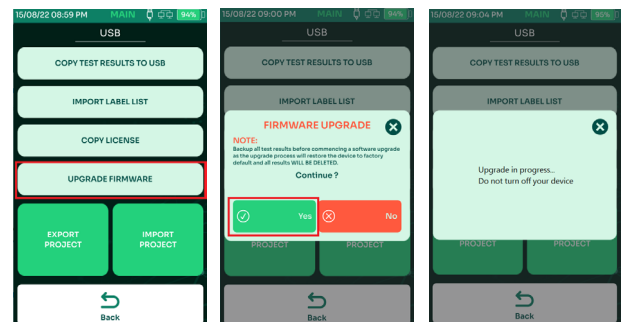 15/08/22 08:59 PM MAIN 94%
USB
COPY TEST RESULTS TO USB
IMPORT LABEL LIST
COPY LICENSE
UPGRADE FIRMWARE
EXPORT
PROJECT
IMPORT
PROJECT
Back
15/08/22 09:00 PM MAIN 94%
USB
COPY TEST RESULTS TO USB
IMPORT LABEL LIST
FIRMWARE UPGRADE
NOTE:
Backup all test results before commencing a software upgrade
as the upgrade process will restore the device to factory
default and all results WILL BE DELETED.
Continue ?
Yes
No
PROJECT
PROJECT
Back
15/08/22 09:04 PM MAIN 95%
USB
COPY TEST RESULTS TO USB
IMPORT LABEL LIST
Upgrade in progress...
Do not turn off your device
PROJECT
PROJECT
Back